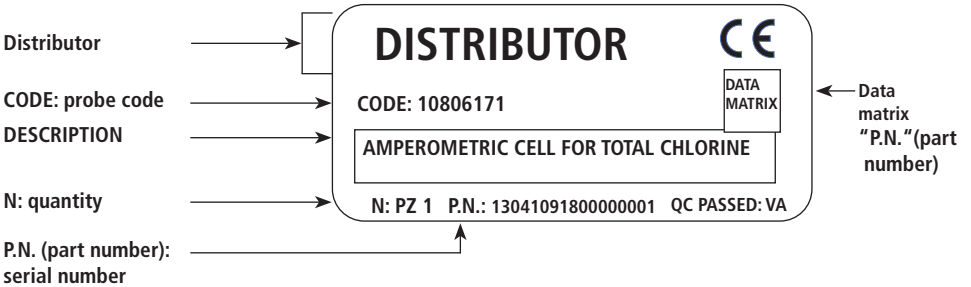 Distributor
DISTRIBUTOR
CE
CODE: probe code
CODE: 10806171
DATA
MATRIX
Data
matrix
“P.N.“(part
number)
DESCRIPTION
AMPEROMETRIC CELL FOR TOTAL CHLORINE
N: quantity
N: PZ 1 P.N.: 13041091800000001 QC PASSED: VA
P.N. (part number):
serial number